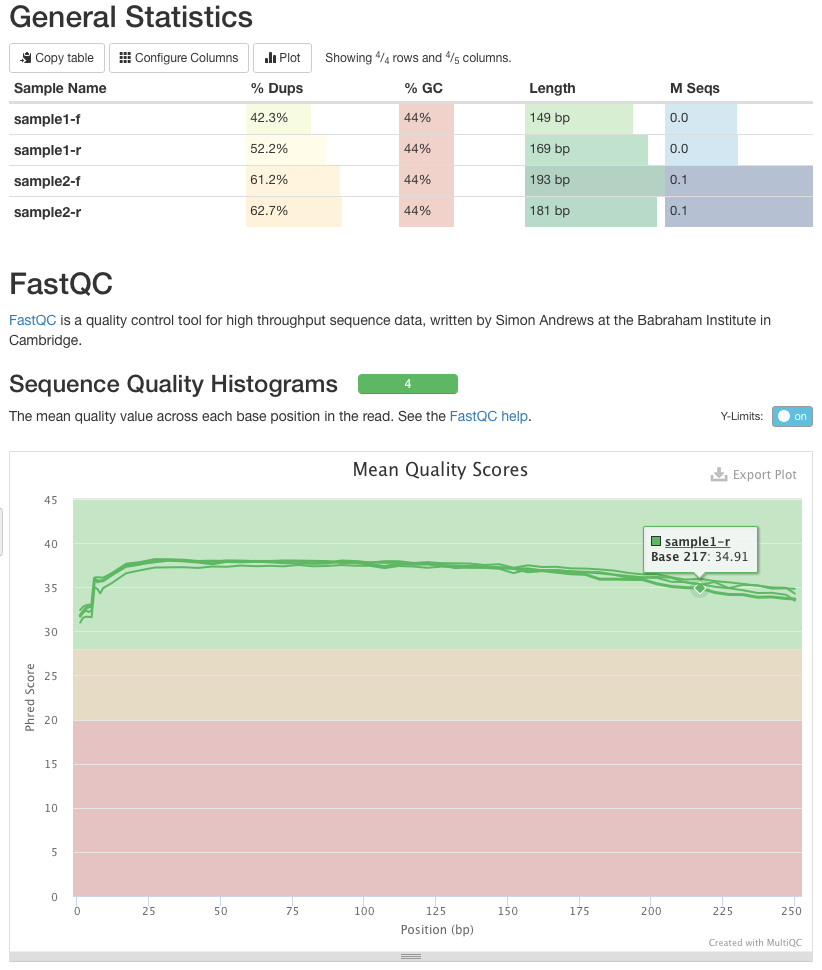 General Statistics
Copy table Configure Columns Plot Showing 4/4 rows and 4/5 columns.
Sample Name % Dups % GC Length M Seqs
sample1-f 42.3% 44% 149 bp 0.0
sample1-r 52.2% 44% 169 bp 0.0
sample2-f 61.2% 44% 193 bp 0.1
sample2-r 62.7% 44% 181 bp 0.1
FastQC
FastQC is a quality control tool for high throughput sequence data, written by Simon Andrews at the Babraham Institute in
Cambridge.
Sequence Quality Histograms 4
The mean quality value across each base position in the read. See the FastQC help. Y-Limits: on
Mean Quality Scores
Export Plot
45
40
35
30
25
20
15
10
5
0
Phred Score
sample1-r
Base 217: 34.91
0 25 50 75 100 125 150 175 200 225 250
Position (bp)
Created with MultiQC